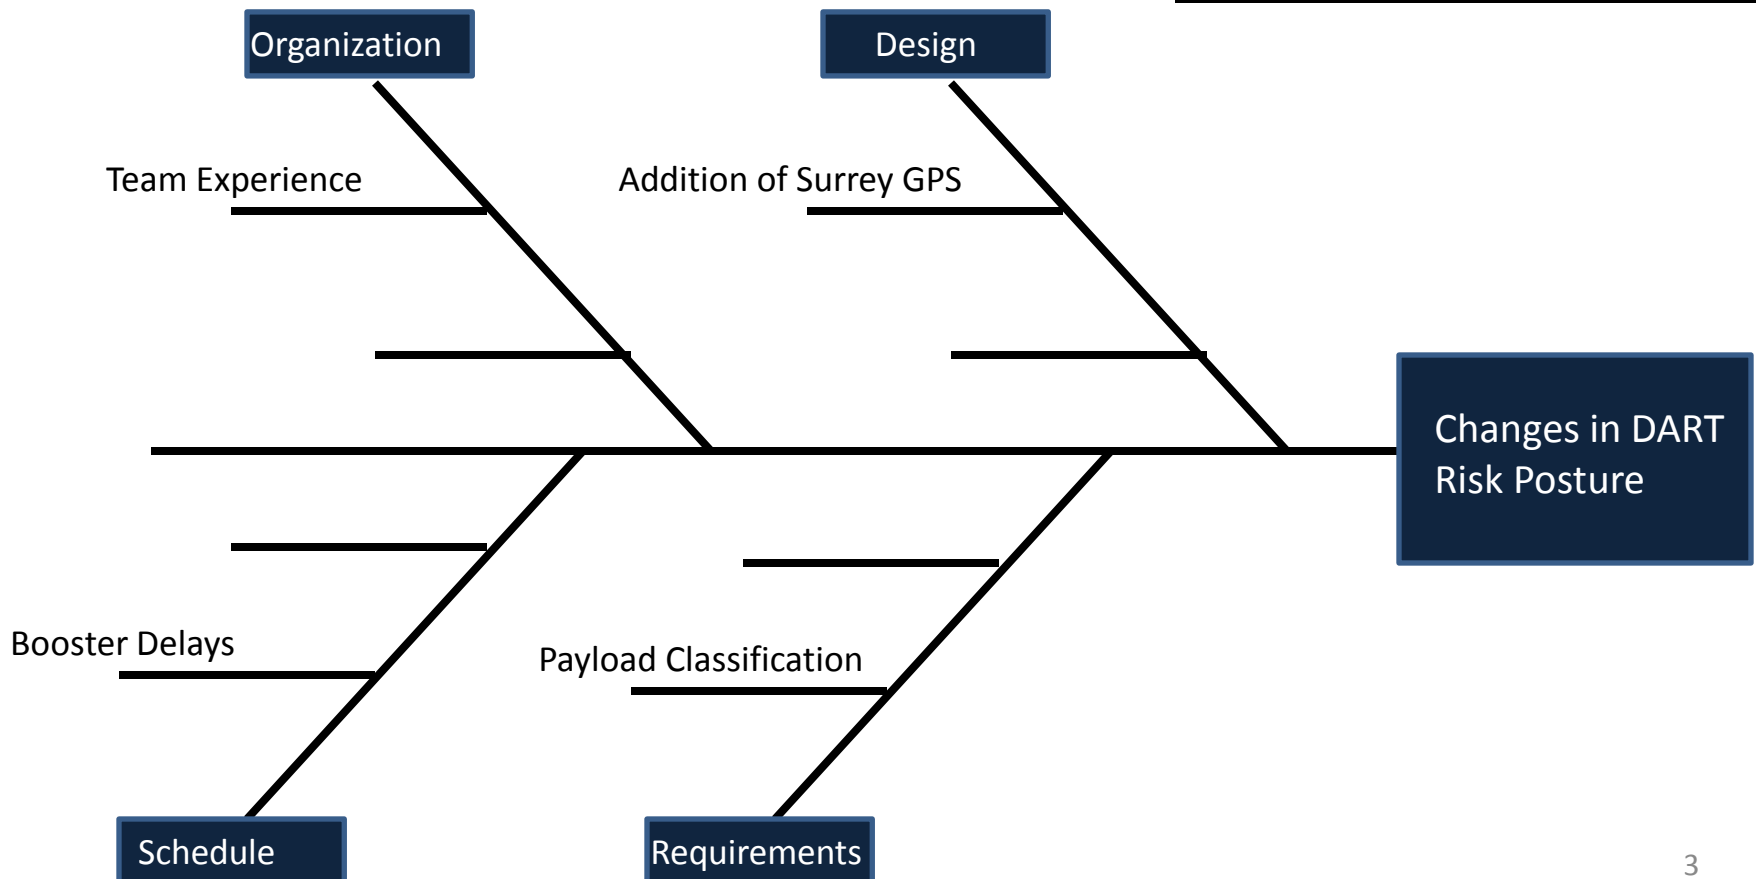 Organization
Design
Team Experience
Addition of Surrey GPS
Changes in DART
Risk Posture
Booster Delays
Payload Classification
Schedule
Requirements
3